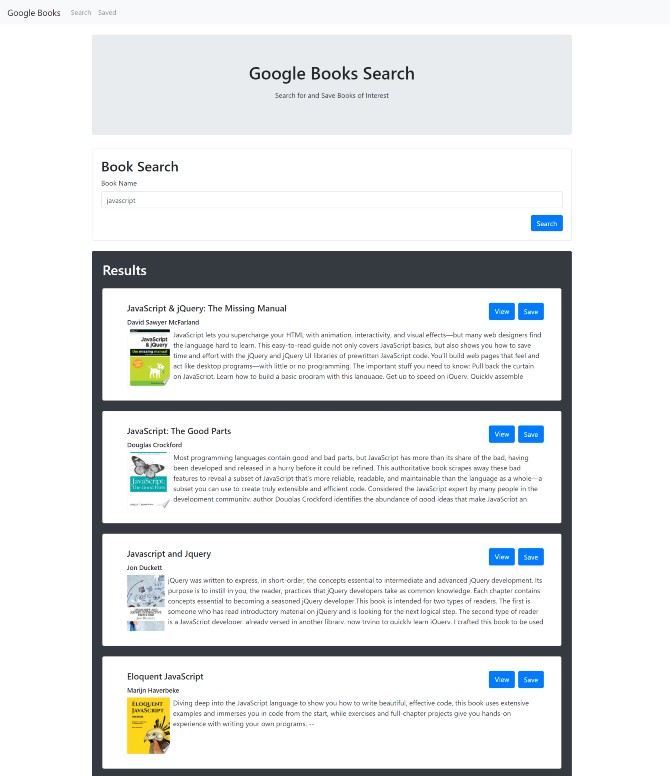 Google Books Search Saved
Google Books Search
Search for and Save Books of Interest
Book Search
Book Name
javascript
Search
Results
JavaScript & jQuery: The Missing Manual
View Save
David Sawyer McFarland
JavaScript & jQuery
the missing manual
JavaScript lets you supercharge your HTML with animation, interactivity, and visual effects—but many web designers find
the language hard to learn. This easy-to-read guide not only covers JavaScript basics, but also shows you how to save
time and effort with the jQuery and jQuery UI libraries of prewritten JavaScript code. You'll build web pages that feel and
act like desktop programs—with little or no programming. The important stuff you need to know: Pull back the curtain
on JavaScript. Learn how to build a basic program with this language. Get up to speed on jQuery. Quickly assemble
JavaScript: The Good Parts
View Save
Douglas Crockford
JavaScript:
The Good Parts
Most programming languages contain good and bad parts, but JavaScript has more than its share of the bad, having
been developed and released in a hurry before it could be refined. This authoritative book scrapes away these bad
features to reveal a subset of JavaScript that's more reliable, readable, and maintainable than the language as a whole—a
subset you can use to create truly extensible and efficient code. Considered the JavaScript expert by many people in the
development community, author Douglas Crockford identifies the abundance of good ideas that make JavaScript an
Javascript and Jquery
View Save
Jon Duckett
jQuery was written to express, in short-order, the concepts essential to intermediate and advanced jQuery development. Its
purpose is to instill in you, the reader, practices that jQuery developers take as common knowledge. Each chapter contains
concepts essential to becoming a seasoned jQuery developer.This book is intended for two types of readers. The first is
someone who has read introductory material on jQuery and is looking for the next logical step. The second type of reader
is a JavaScript developer, already versed in another library, now trying to quickly learn jQuery. I crafted this book to be used
Eloquent JavaScript
View Save
Marijn Haverbeke
ELOQUENT
JAVASCRIPT
Diving deep into the JavaScript language to show you how to write beautiful, effective code, this book uses extensive
examples and immerses you in code from the start, while exercises and full-chapter projects give you hands-on
experience with writing your own programs. --